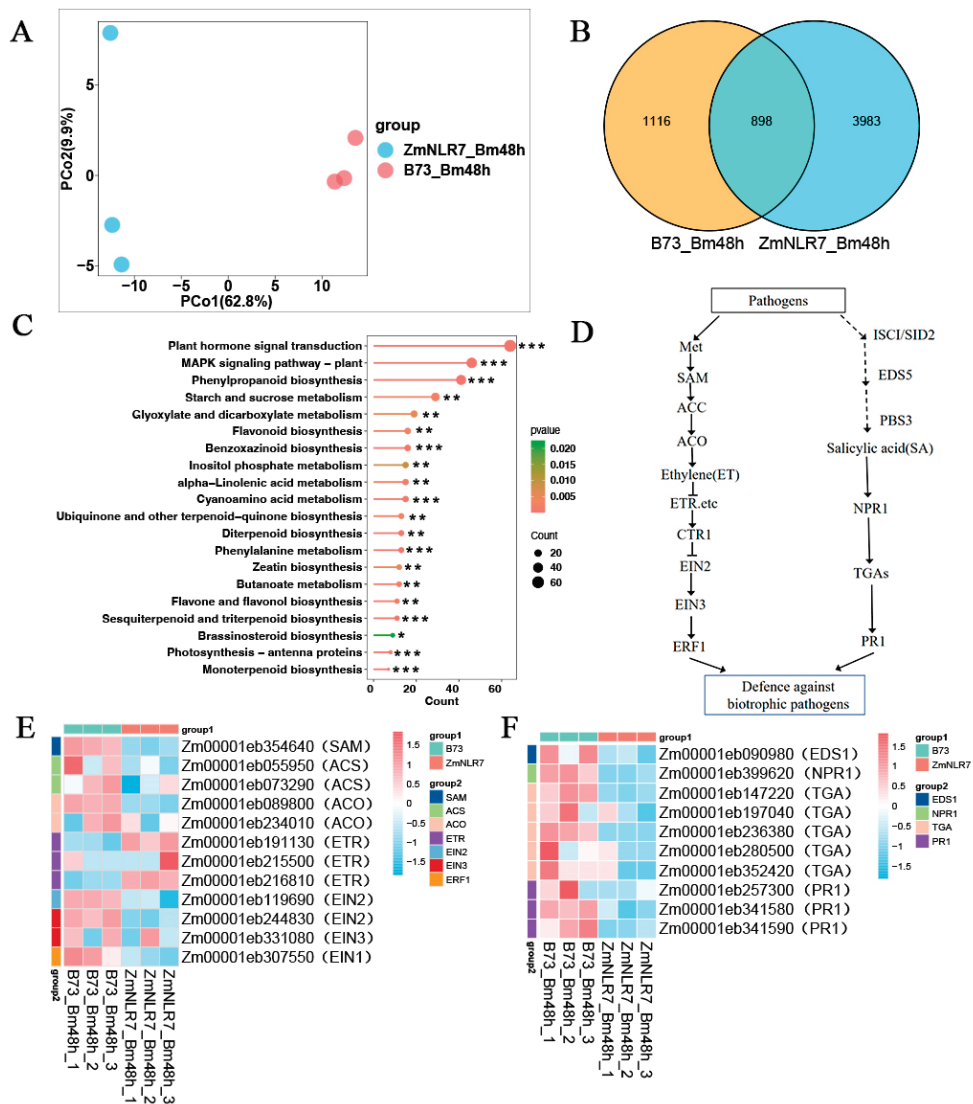 A
5
0
−5
PCo2(9.9%)
−10
−5
0
5
10
PCo1(62.8%)
group
ZmNLR7_Bm48h
B73_Bm48h
B
1116
898
3983
B73_Bm48h
ZmNLR7_Bm48h
C
Plant hormone signal transduction ***
MAPK signaling pathway − plant ***
Phenylpropanoid biosynthesis ***
Starch and sucrose metabolism **
Glyoxylate and dicarboxylate metabolism **
Flavonoid biosynthesis **
Benzoxazinoid biosynthesis ***
Inositol phosphate metabolism **
alpha−Linolenic acid metabolism **
Cyanoamino acid metabolism ***
Ubiquinone and other terpenoid−quinone biosynthesis **
Diterpenoid biosynthesis **
Phenylalanine metabolism ***
Zeatin biosynthesis **
Butanoate metabolism **
Flavone and flavonol biosynthesis **
Sesquiterpenoid and triterpenoid biosynthesis ***
Brassinosteroid biosynthesis *
Photosynthesis − antenna proteins ***
Monoterpenoid biosynthesis ***
0
20
40
60
Count
pvalue
0.020
0.015
0.010
0.005
Count
20
40
60
D
Pathogens
Met
SAM
ACC
ACO
Ethylene(ET)
ETR.etc
CTR1
EIN2
EIN3
ERF1
ISCI/SID2
EDS5
PBS3
Salicylic acid(SA)
NPR1
TGAs
PR1
Defence against
biotrophic pathogens
E
group1
Zm00001eb354640 (SAM)
Zm00001eb055950 (ACS)
Zm00001eb073290 (ACS)
Zm00001eb089800 (ACO)
Zm00001eb234010 (ACO)
Zm00001eb191130 (ETR)
Zm00001eb215500 (ETR)
Zm00001eb216810 (ETR)
Zm00001eb119690 (EIN2)
Zm00001eb244830 (EIN2)
Zm00001eb331080 (EIN3)
Zm00001eb307550 (EIN1)
group2
B73_Bm48h_1
B73_Bm48h_2
B73_Bm48h_3
ZmNLR7_Bm48h_1
ZmNLR7_Bm48h_2
ZmNLR7_Bm48h_3
1.5
1
0.5
0
−0.5
−1
−1.5
group1
B73
ZmNLR7
group2
SAM
ACS
ACO
ETR
EIN2
EIN3
ERF1
F
group1
Zm00001eb090980 (EDS1)
Zm00001eb399620 (NPR1)
Zm00001eb147220 (TGA)
Zm00001eb197040 (TGA)
Zm00001eb236380 (TGA)
Zm00001eb280500 (TGA)
Zm00001eb352420 (TGA)
Zm00001eb257300 (PR1)
Zm00001eb341580 (PR1)
Zm00001eb341590 (PR1)
group2
B73_Bm48h_1
B73_Bm48h_2
B73_Bm48h_3
ZmNLR7_Bm48h_1
ZmNLR7_Bm48h_2
ZmNLR7_Bm48h_3
1.5
1
0.5
0
−0.5
−1
−1.5
group1
B73
ZmNLR7
group2
EDS1
NPR1
TGA
PR1